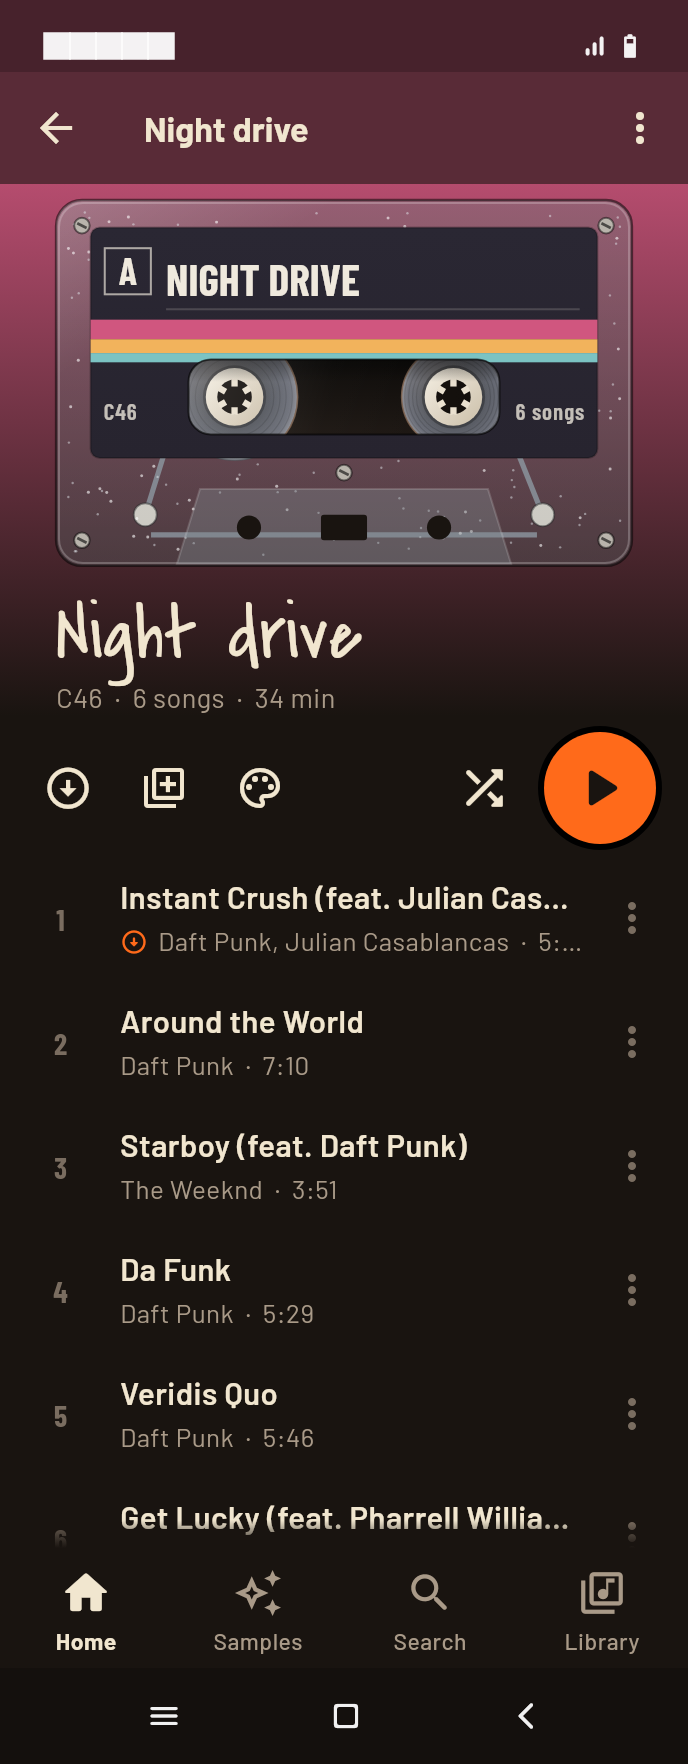 Night drive
A NIGHT DRIVE
C46
6 songs
Night drive
C46 · 6 songs · 34 min
1
Instant Crush (feat. Julian Cas...
Daft Punk, Julian Casablancas · 5:...
2
Around the World
Daft Punk · 7:10
3
Starboy (feat. Daft Punk)
The Weeknd · 3:51
4
Da Funk
Daft Punk · 5:29
5
Veridis Quo
Daft Punk · 5:46
6
Get Lucky (feat. Pharrell Willia...
Home
Samples
Search
Library